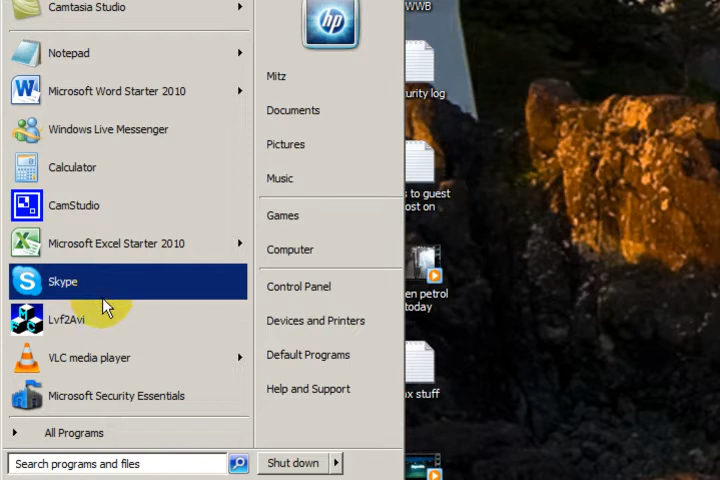 Camtasia Studio
Notepad
Microsoft Word Starter 2010
Windows Live Messenger
Calculator
CamStudio
Microsoft Excel Starter 2010
Skype
Lvf2Avi
VLC media player
Microsoft Security Essentials
All Programs
Search programs and files
hp
Mitz
Documents
Pictures
Music
Games
Computer
Control Panel
Devices and Printers
Default Programs
Help and Support
Shut down
WWB
urity log
s to guest
ost on
en petrol
today
x stuff